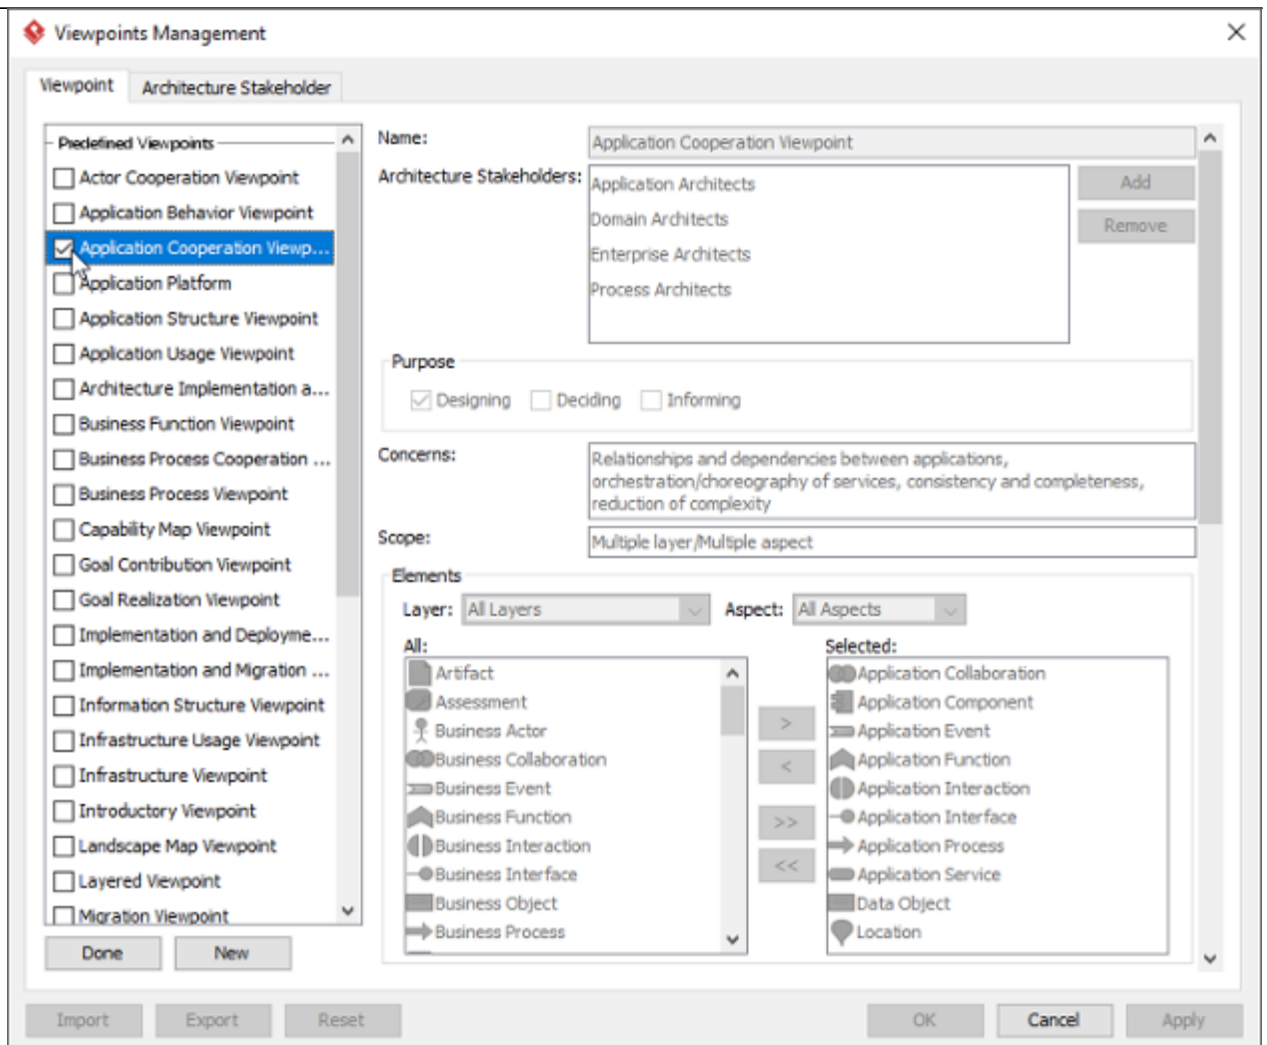 Viewpoints Management
Viewpoint
Architecture Stakeholder
Predefined Viewpoints
Actor Cooperation Viewpoint
Application Behavior Viewpoint
Application Cooperation Viewp...
Application Platform
Application Structure Viewpoint
Application Usage Viewpoint
Architecture Implementation a...
Business Function Viewpoint
Business Process Cooperation ...
Business Process Viewpoint
Capability Map Viewpoint
Goal Contribution Viewpoint
Goal Realization Viewpoint
Implementation and Deployme...
Implementation and Migration ...
Information Structure Viewpoint
Infrastructure Usage Viewpoint
Infrastructure Viewpoint
Introductory Viewpoint
Landscape Map Viewpoint
Layered Viewpoint
Migration Viewpoint
Done
New
Name:
Application Cooperation Viewpoint
Architecture Stakeholders:
Application Architects
Domain Architects
Enterprise Architects
Process Architects
Add
Remove
Purpose
Designing
Deciding
Informing
Concerns:
Relationships and dependencies between applications,
orchestration/choreography of services, consistency and completeness,
reduction of complexity
Scope:
Multiple layer/Multiple aspect
Elements
Layer:
All Layers
Aspect:
All Aspects
All:
Artifact
Assessment
Business Actor
Business Collaboration
Business Event
Business Function
Business Interaction
Business Interface
Business Object
Business Process
>
<
>>
<<
Selected:
Application Collaboration
Application Component
Application Event
Application Function
Application Interaction
Application Interface
Application Process
Application Service
Data Object
Location
Import
Export
Reset
OK
Cancel
Apply